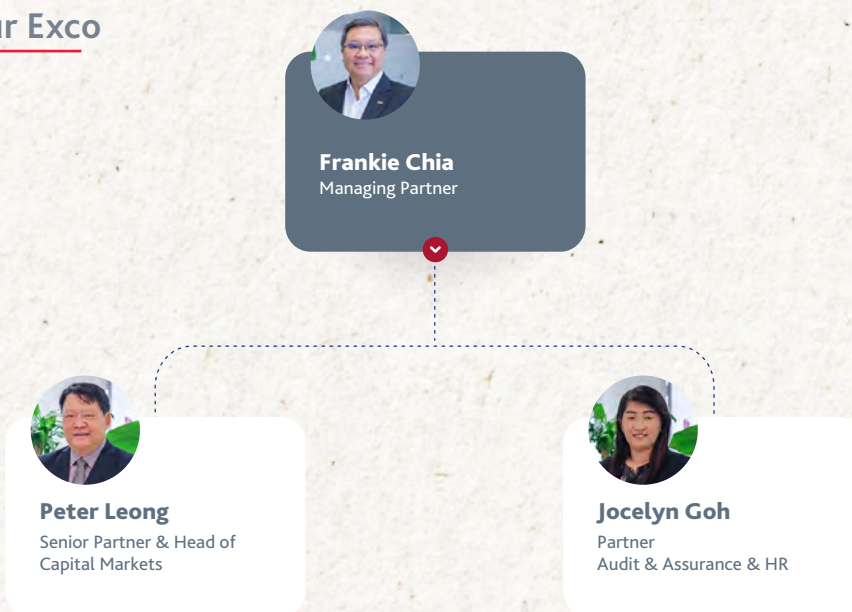 r Exco
Frankie Chia
Managing Partner
Peter Leong
Senior Partner & Head of
Capital Markets
Jocelyn Goh
Partner
Audit & Assurance & HR